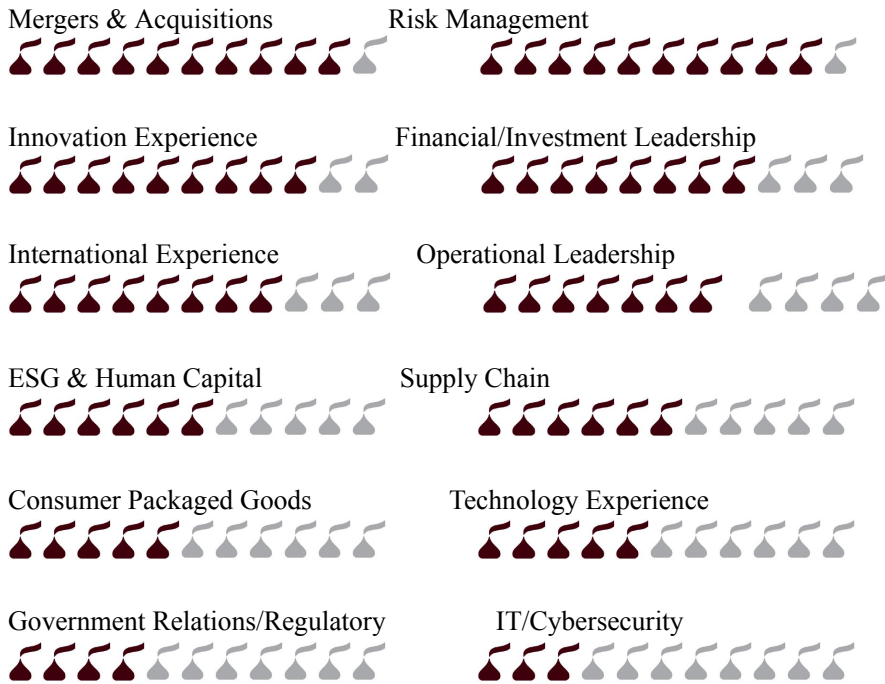 Mergers & Acquisitions Risk Management
Innovation Experience Financial/Investment Leadership
International Experience Operational Leadership
ESG & Human Capital Supply Chain
Consumer Packaged Goods Technology Experience
Government Relations/Regulatory IT/Cybersecurity